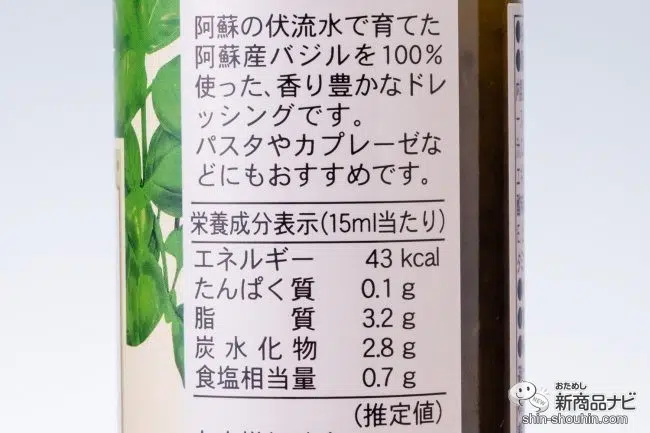 阿蘇の伏流水で育てた
阿蘇産バジルを100%
使った、香り豊かなドレ
ッシングです。
パスタやカプレーゼな
どにもおすすめです。
栄養成分表示(15ml当たり)
エネルギー 43 kcal
たんぱく質 0.1 g
脂質 3.2 g
炭水化物 2.8 g
食塩相当量 0.7 g
(推定値)
おためし
新商品ナビ
shin-shouhin.com